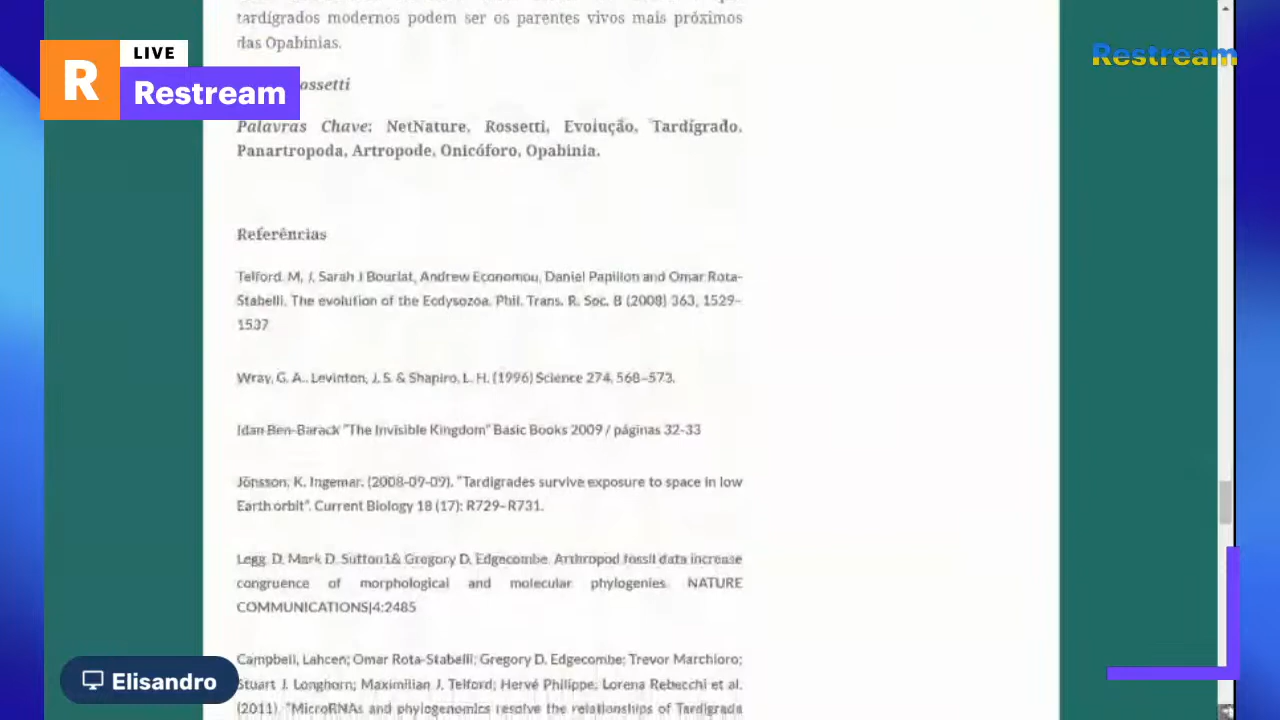 tardígrados modernos podem ser os parentes vivos mais próximos
das Opabinias.
R
LIVE
Restream
Restream
ossetti
Palavras Chave: NetNature, Rossetti, Evolução, Tardígrado,
Panartropoda, Artropode, Onicóforo, Opabinia.
Referências
Telford, M, J, Sarah J Bourlat, Andrew Economou, Daniel Papillon and Omar Rota-
Stabelli. The evolution of the Ecdysozoa. Phil. Trans. R. Soc. B (2008) 363, 1529–
1537
Wray, G. A., Levinton, J. S. & Shapiro, L. H. (1996) Science 274, 568–573.
Idan Ben-Barack "The Invisible Kingdom" Basic Books 2009 / páginas 32-33
Jönsson, K. Ingemar. (2008-09-09). "Tardigrades survive exposure to space in low
Earth orbit". Current Biology 18 (17): R729–R731.
Legg, D. Mark D. Sutton1& Gregory D. Edgecombe. Arthropod fossil data increase
congruence of morphological and molecular phylogenies. NATURE
COMMUNICATIONS|4:2485
Campbell, Lahcen; Omar Rota-Stabelli; Gregory D. Edgecombe; Trevor Marchioro;
Stuart J. Longhorn; Maximilian J. Telford; Hervé Philippe; Lorena Rebecchi et al.
(2011). "MicroRNAs and phylogenomics resolve the relationships of Tardigrada
Elisandro